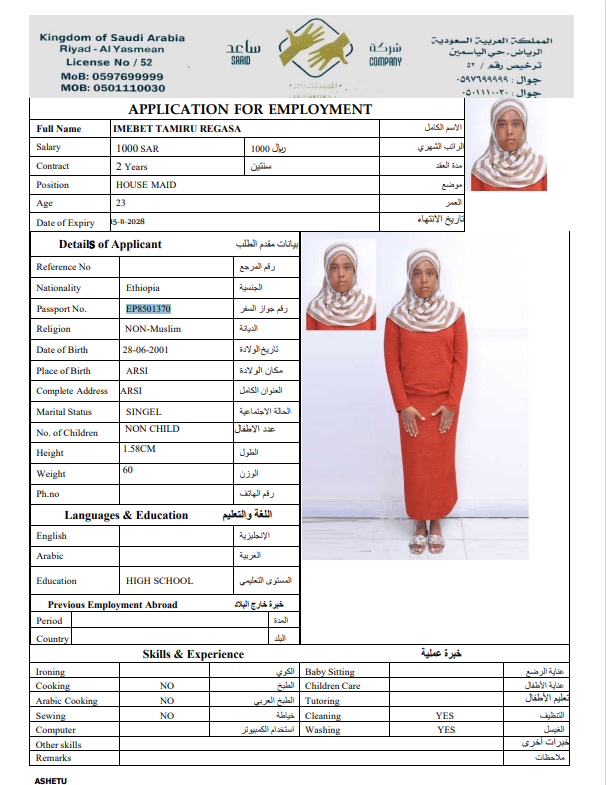 Kingdom of Saudi Arabia
Riyad - Al Yasmean
License No / 52
MoB: 0597699999
MOB: 0501110030
ساعد
SAAID
شركة
COMPANY
المملكة العربية السعودية
الرياض . حي الياسمين
ترخيص رقم / ٥٢
جوال : ٠٥٩٧٦٩٩٩٩٩
جوال : ٠٥٠١١١٠٠٣٠
APPLICATION FOR EMPLOYMENT
Full Name IMEBET TAMIRU REGASA الاسم الكامل
Salary 1000 SAR 1000 ريال الراتب الشهري
Contract 2 Years سنتين مدة العقد
Position HOUSE MAID موضع
Age 23 العمر
Date of Expiry 15-11-2028 تاريخ الانتهاء
Details of Applicant بيانات مقدم الطلب
Reference No رقم المرجع
Nationality Ethiopia الجنسية
Passport No. EP8501370 رقم جواز السفر
Religion NON-Muslim الديانة
Date of Birth 28-06-2001 تاريخ الولادة
Place of Birth ARSI مكان الولادة
Complete Address ARSI العنوان الكامل
Marital Status SINGEL الحالة الاجتماعية
No. of Children NON CHILD عدد الاطفال
Height 1.58CM الطول
Weight 60 الوزن
Ph.no رقم الهاتف
Languages & Education اللغة والتعليم
English الإنجليزية
Arabic العربية
Education HIGH SCHOOL المستوى التعليمي
Previous Employment Abroad خبرة خارج البلاد
Period المدة
Country البلد
Skills & Experience خبرة عملية
Ironing الكوي Baby Sitting عناية الرضع
Cooking NO الطبخ Children Care عناية الأطفال
Arabic Cooking NO الطبخ العربي Tutoring تعليم الأطفال
Sewing NO خياطة Cleaning YES التنظيف
Computer استخدام الكمبيوتر Washing YES الغسيل
Other skills خبرات أخرى
Remarks ملاحظات
ASHETU